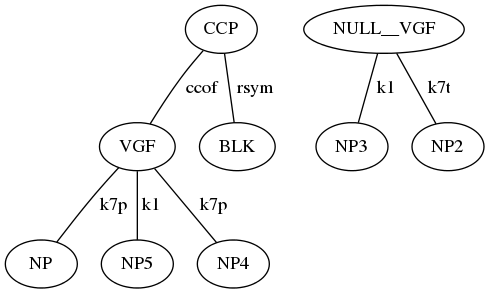 CCP NULL__VGF
ccof rsym k1 k7t
VGF BLK NP3 NP2
k7p k1 k7p
NP NP5 NP4